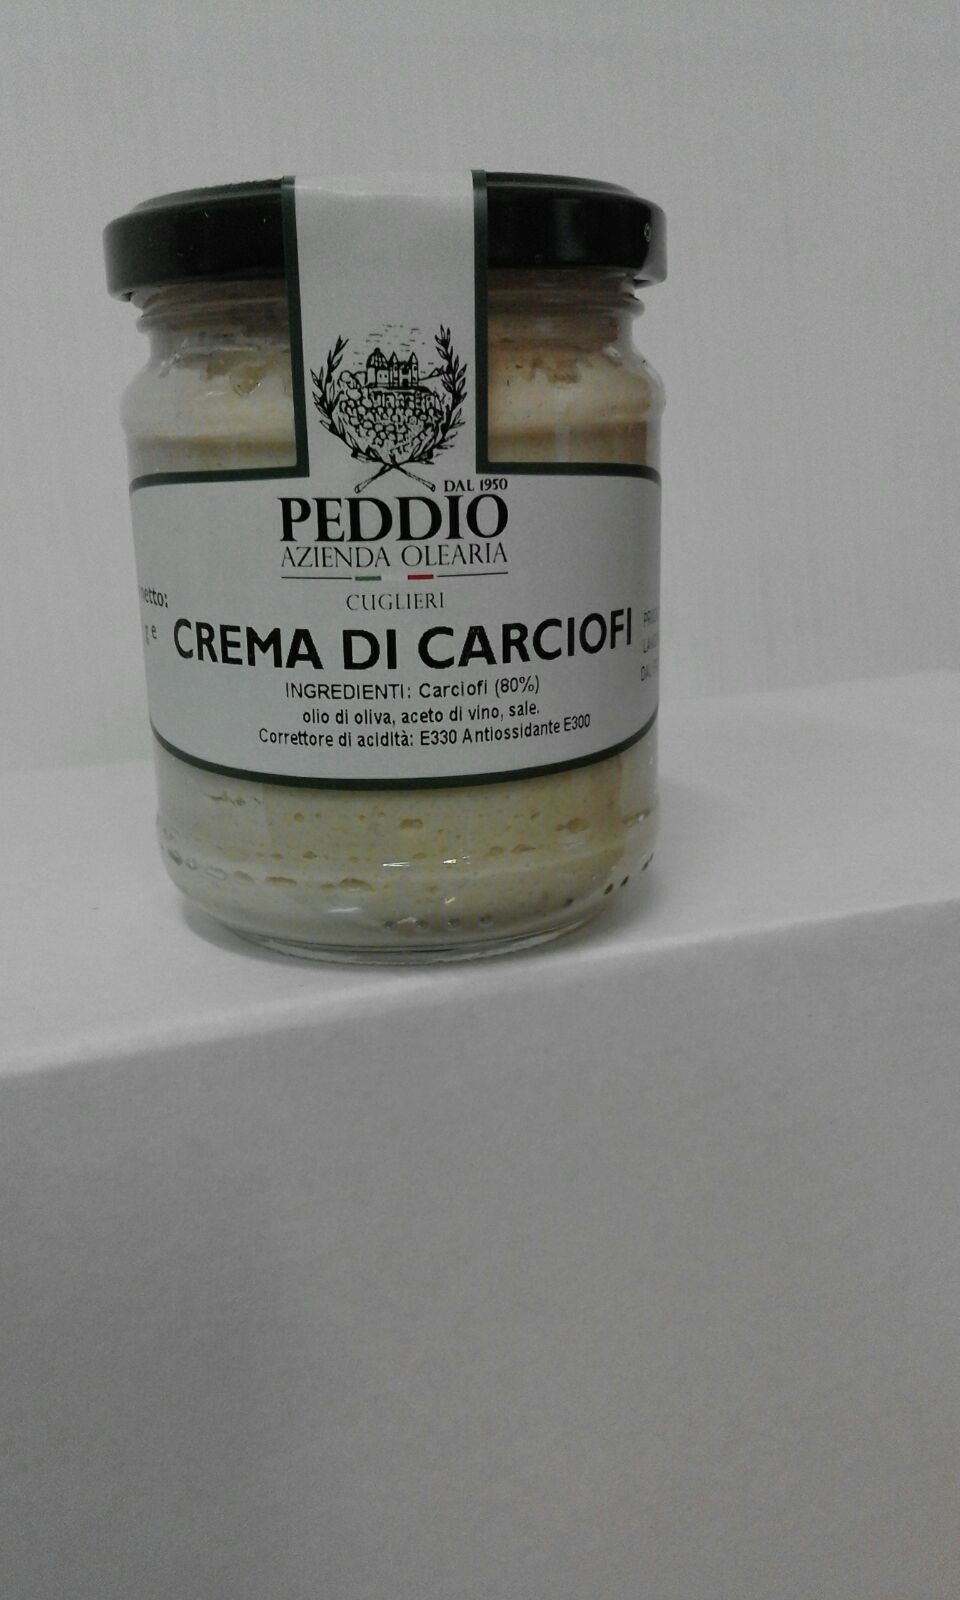 DAL 1950
PEDDIO
AZIENDA OLEARIA
CUGLIERI
CREMA DI CARCIOFI
INGREDIENTI: Carciofi (80%)
olio di oliva, aceto di vino, sale.
Correttore di acidità: E330 Antiossidante E300